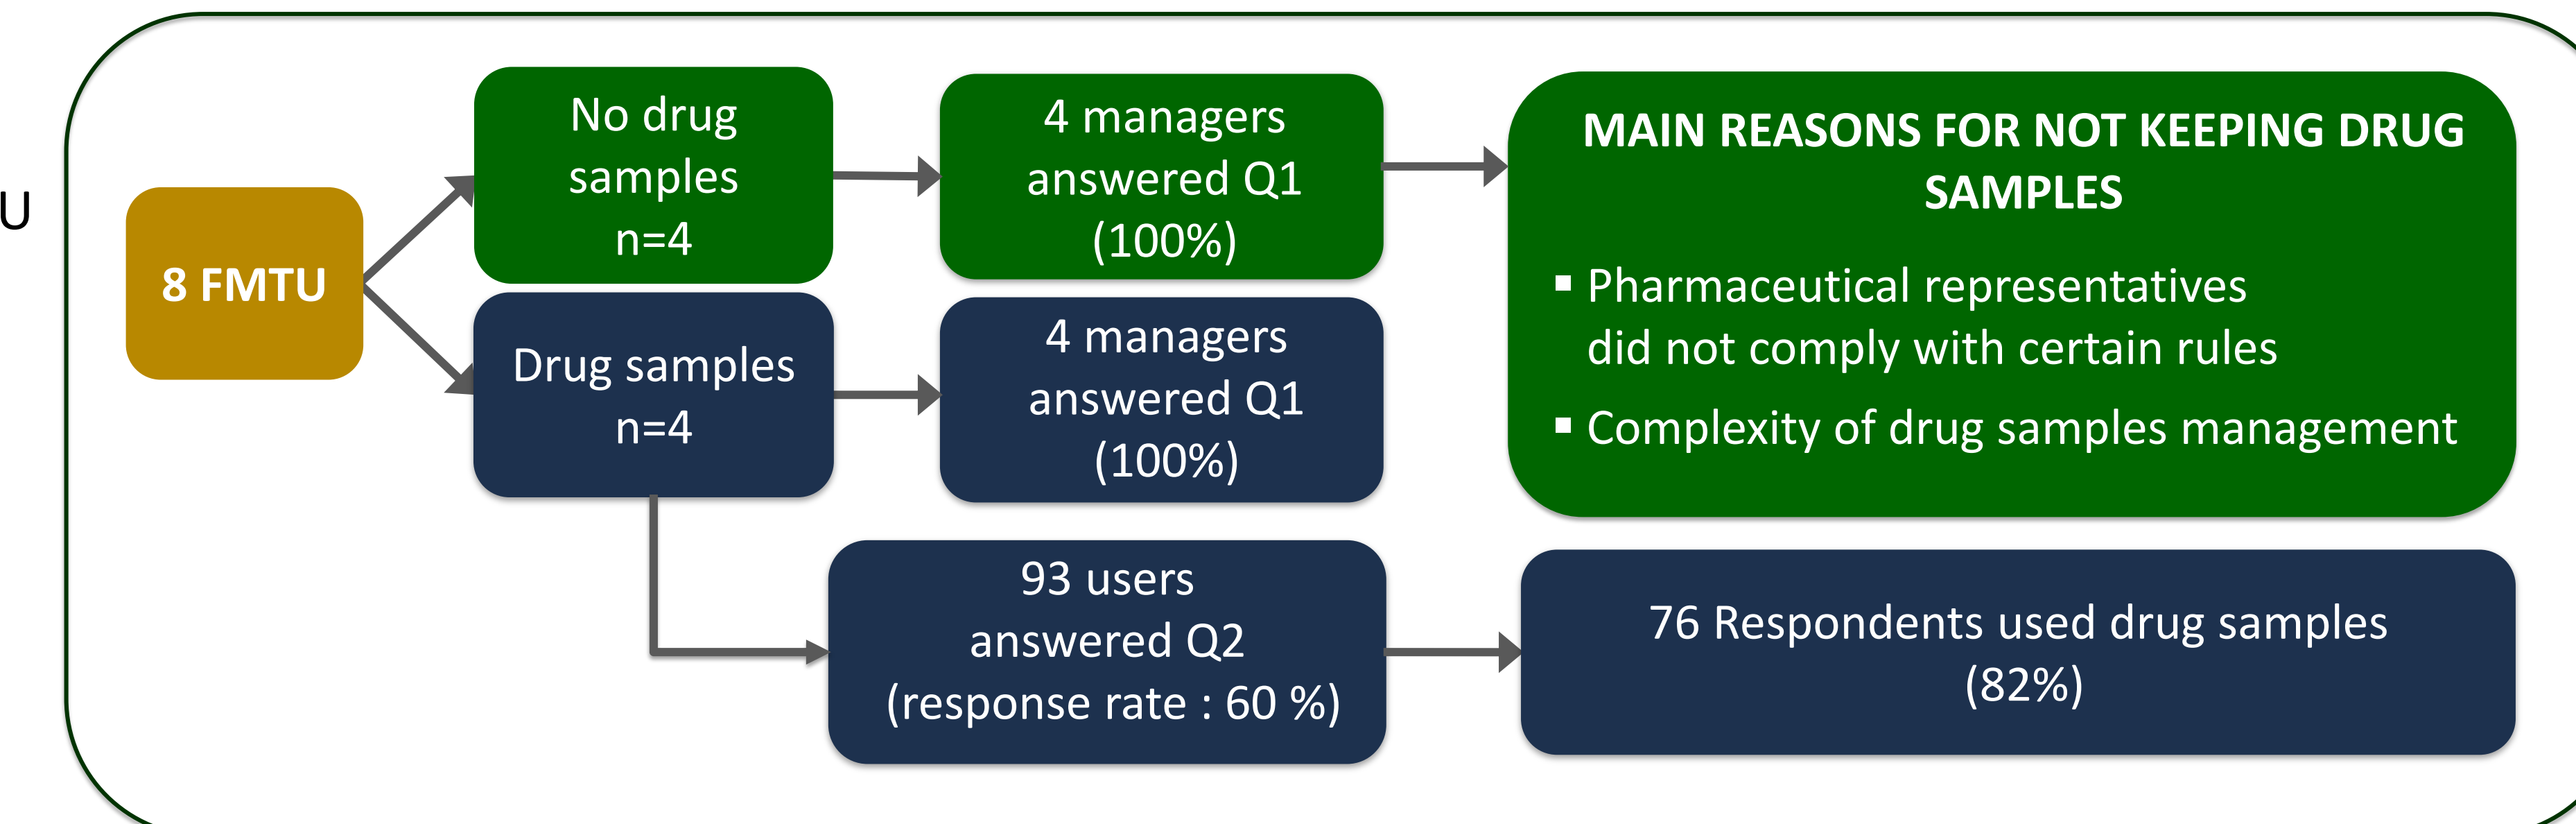 U
8 FMTU
No drug
samples
n=4
4 managers
answered Q1
(100%)
MAIN REASONS FOR NOT KEEPING DRUG
SAMPLES
▪ Pharmaceutical representatives
did not comply with certain rules
▪ Complexity of drug samples management
Drug samples
n=4
4 managers
answered Q1
(100%)
93 users
answered Q2
(response rate : 60 %)
76 Respondents used drug samples
(82%)